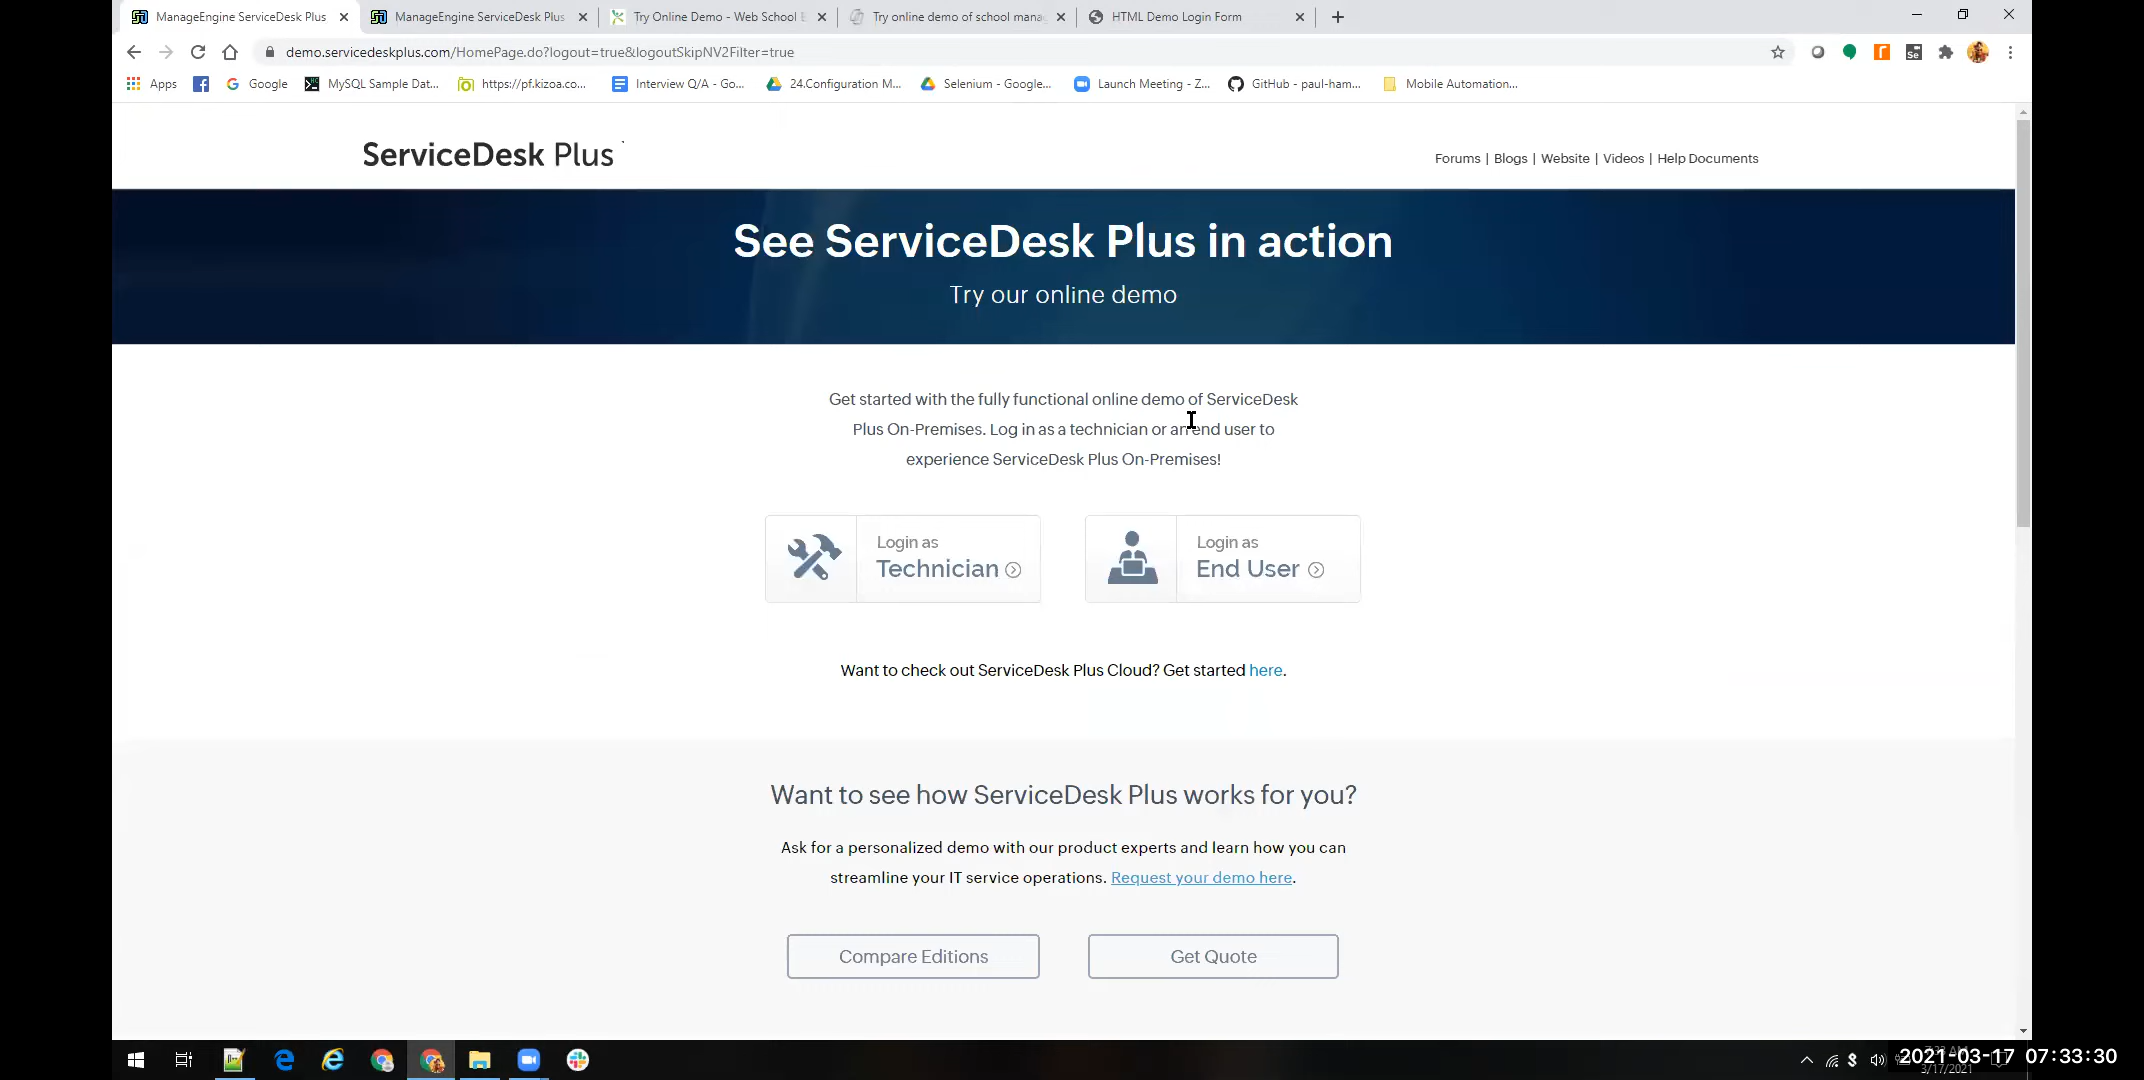 ManageEngine ServiceDesk Plus
ManageEngine ServiceDesk Plus
Try Online Demo - Web School
Try online demo of school mana
HTML Demo Login Form
demo.servicedeskplus.com/HomePage.do?logout=true&logoutSkipNV2Filter=true
Apps
Google
MySQL Sample Dat...
https://pf.kizoa.co...
Interview Q/A - Go...
24.Configuration M...
Selenium - Google...
Launch Meeting - Z...
GitHub - paul-ham...
Mobile Automation...
ServiceDesk Plus
Forums | Blogs | Website | Videos | Help Documents
See ServiceDesk Plus in action
Try our online demo
Get started with the fully functional online demo of ServiceDesk
Plus On-Premises. Log in as a technician or an end user to
experience ServiceDesk Plus On-Premises!
Login as
Technician
Login as
End User
Want to check out ServiceDesk Plus Cloud? Get started here.
Want to see how ServiceDesk Plus works for you?
Ask for a personalized demo with our product experts and learn how you can
streamline your IT service operations. Request your demo here.
Compare Editions
Get Quote
2021-03-17 07:33:30
3/17/2021